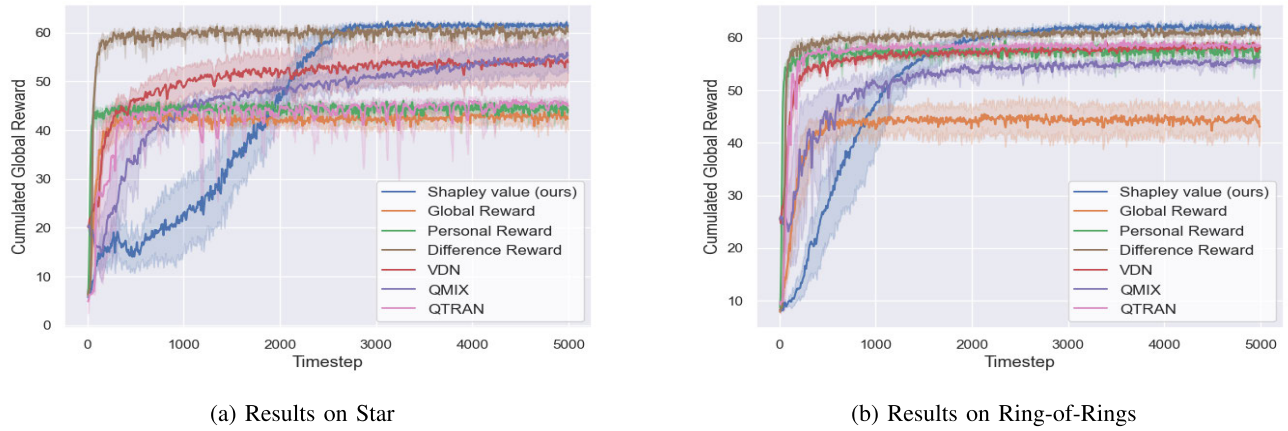 Cumulated Global Reward
60
50
40
30
20
10
0
Shapley value (ours)
Global Reward
Personal Reward
Difference Reward
VDN
QMIX
QTRAN
0
1000
2000
3000
4000
5000
Timestep
(a) Results on Star
Cumulated Global Reward
60
50
40
30
20
10
Shapley value (ours)
Global Reward
Personal Reward
Difference Reward
VDN
QMIX
QTRAN
0
1000
2000
3000
4000
5000
Timestep
(b) Results on Ring-of-Rings